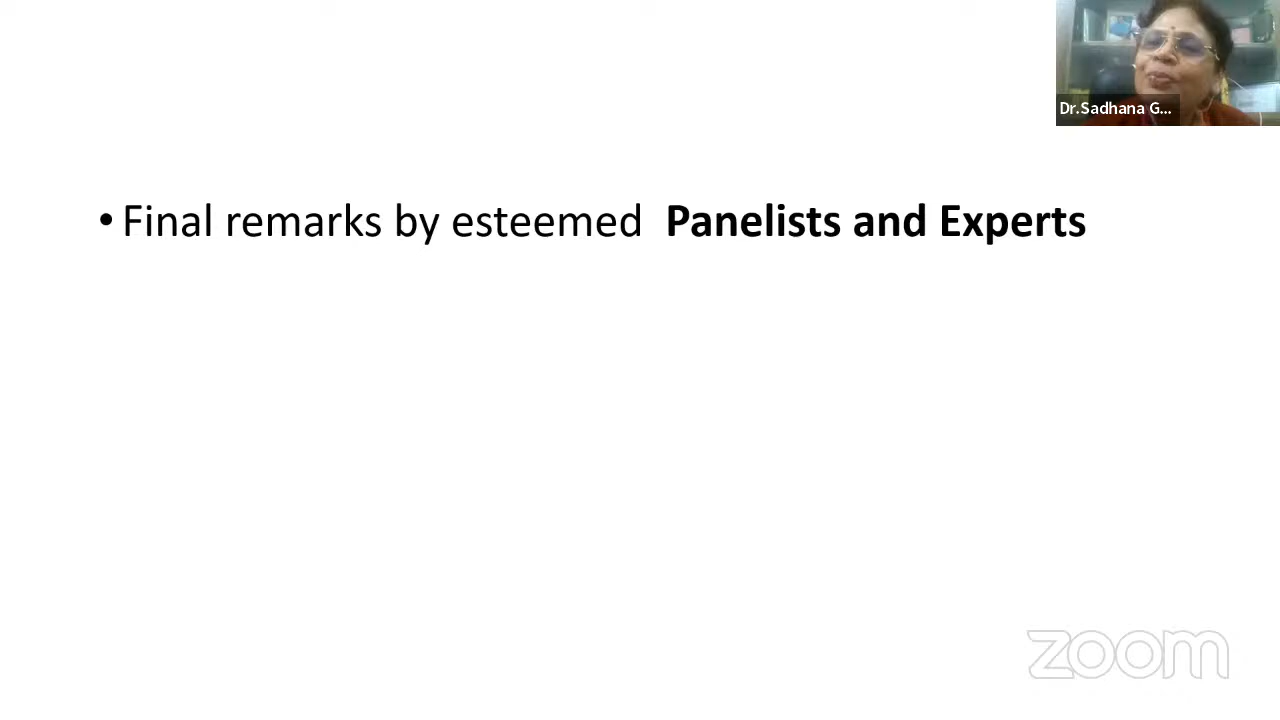 Dr.Sadhana G...
• Final remarks by esteemed  Panelists and Experts
zoom